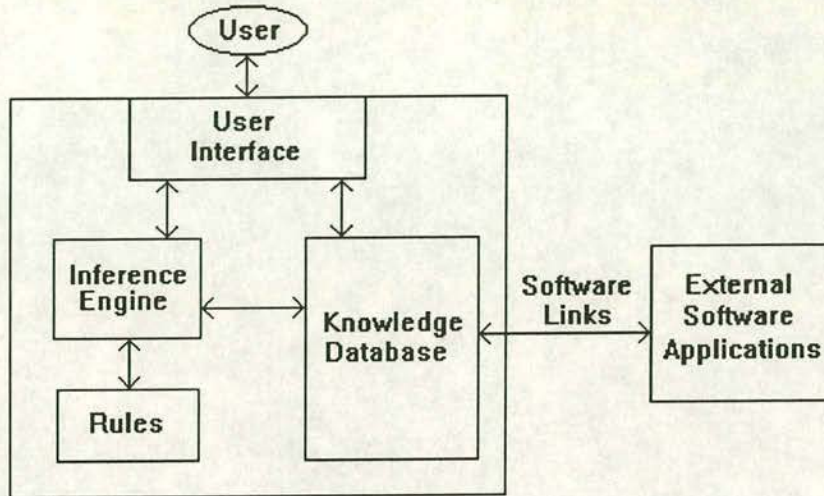 User
User
Interface
Inference
Engine
Rules
Knowledge
Database
Software
Links
External
Software
Applications